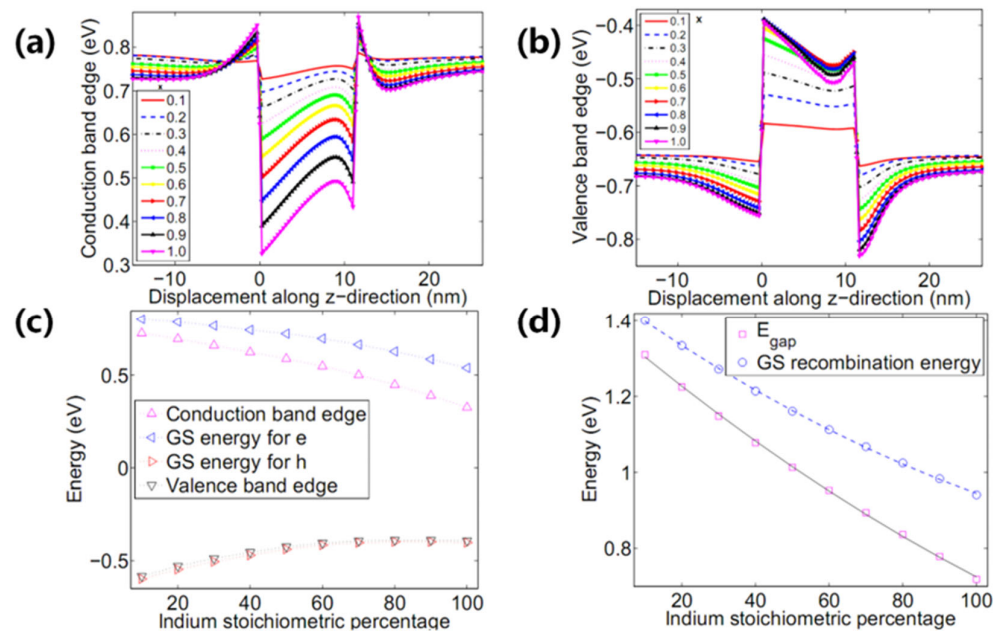 (a)
Conduction band edge (eV)
0.8
0.7
0.6
0.5
0.4
0.3
x
0.1
0.2
0.3
0.4
0.5
0.6
0.7
0.8
0.9
1.0
−10
0
10
20
Displacement along z−direction (nm)
(b)
Valence band edge (eV)
−0.4
−0.5
−0.6
−0.7
−0.8
x
0.1
0.2
0.3
0.4
0.5
0.6
0.7
0.8
0.9
1.0
−10
0
10
20
Displacement along z−direction (nm)
(c)
Energy (eV)
0.5
0
−0.5
Conduction band edge
GS energy for e
GS energy for h
Valence band edge
20
40
60
80
100
Indium stoichiometric percentage
(d)
Energy (eV)
1.4
1.2
1
0.8
E gap
GS recombination energy
20
40
60
80
100
Indium stoichiometric percentage